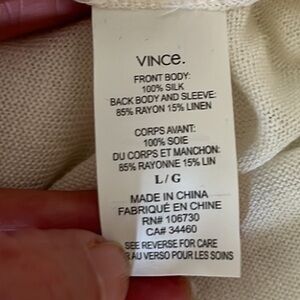 VINCE.
FRONT BODY:
100% SILK
BACK BODY AND SLEEVE:
85% RAYON 15% LINEN
CORPS AVANT:
100% SOIE
DU CORPS ET MANCHON:
85% RAYONNE 15% LIN
L/G
MADE IN CHINA
FABRIQUÉ EN CHINE
RN# 106730
CA# 34460
SEE REVERSE FOR CARE
AU VERSO POUR LES SOINS